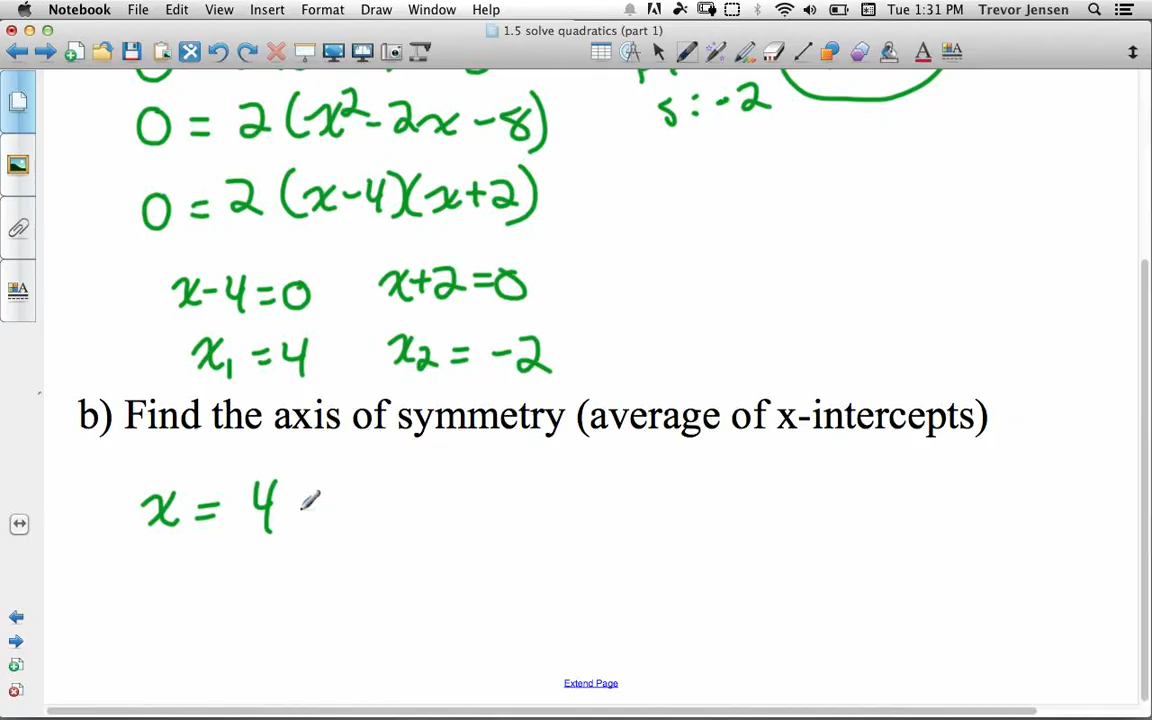 Notebook File Edit View Insert Format Draw Window Help Tue 1:31 PM Trevor Jensen
1.5 solve quadratics (part 1)
0 = 2 (x² - 2x - 8)
s : -2
0 = 2 (x-4)(x+2)
x-4=0 x+2=0
x₁ = 4 x₂ = -2
b) Find the axis of symmetry (average of x-intercepts)
x = 4
Extend Page